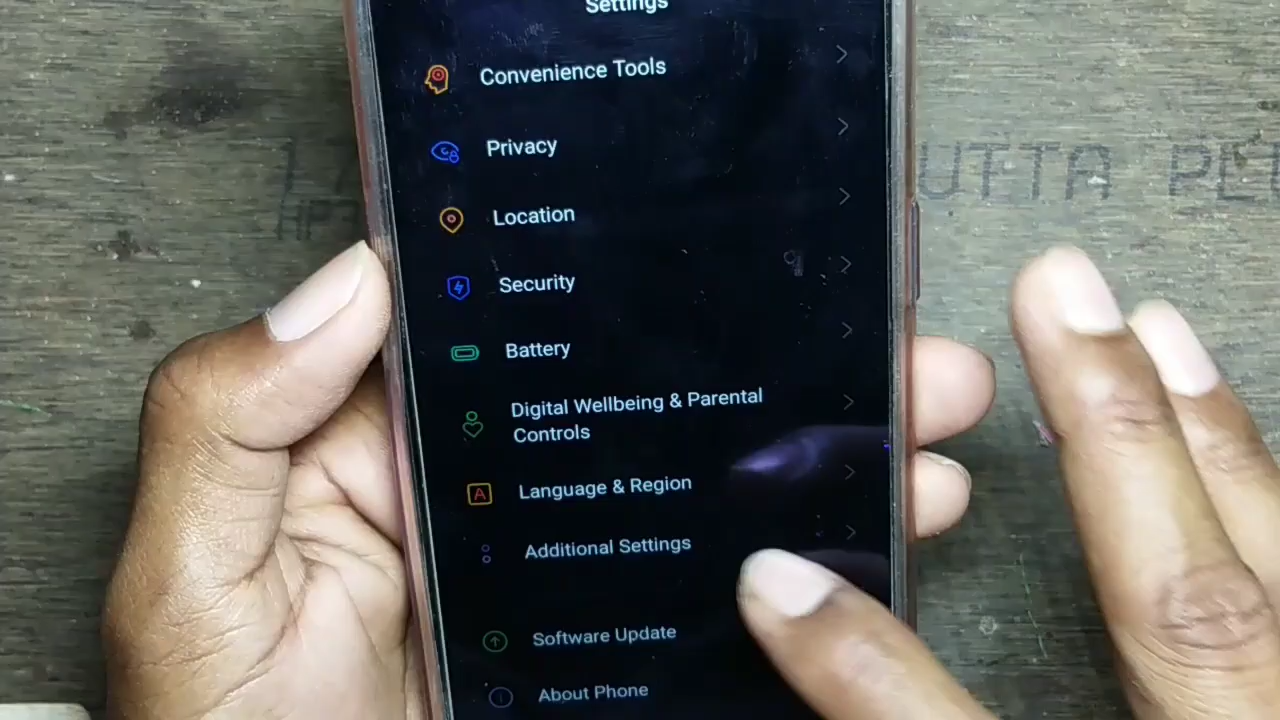 Settings
Convenience Tools
Privacy
Location
Security
Battery
Digital Wellbeing & Parental
Controls
Language & Region
A
Additional Settings
Software Update
About Phone